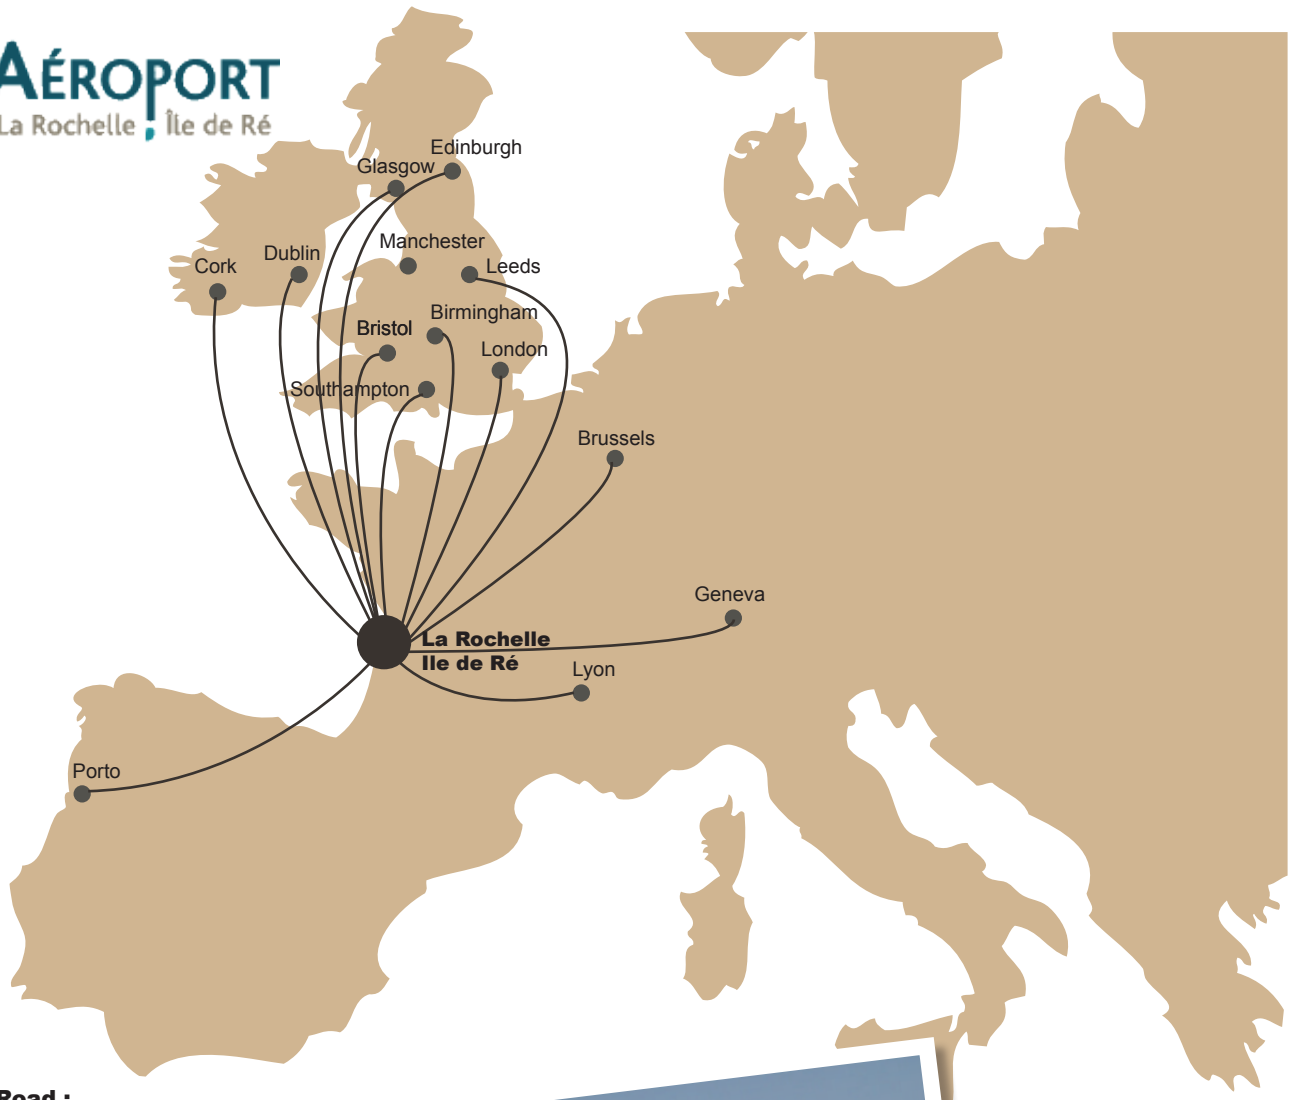 AÉROPORT
La Rochelle Île de Ré
Edinburgh
Glasgow
Manchester
Dublin
Cork
Leeds
Birmingham
Bristol
London
Southampton
Brussels
Geneva
La Rochelle
Ile de Ré
Lyon
Porto
Road :